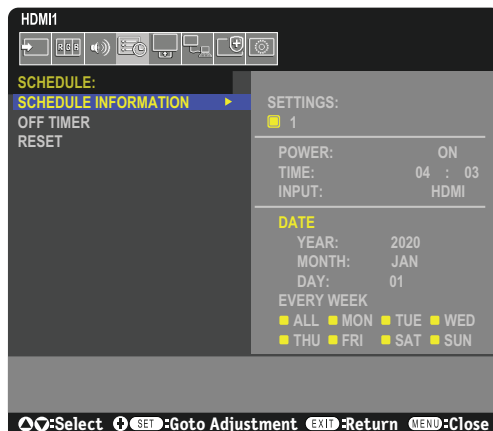 HDMI1
R G B
SCHEDULE:
SCHEDULE INFORMATION
OFF TIMER
RESET
SETTINGS:
1
POWER: ON
TIME: 04 : 03
INPUT: HDMI
DATE
YEAR: 2020
MONTH: JAN
DAY: 01
EVERY WEEK
ALL MON TUE WED
THU FRI SAT SUN
:Select SET :Goto Adjustment EXIT :Return MENU :Close